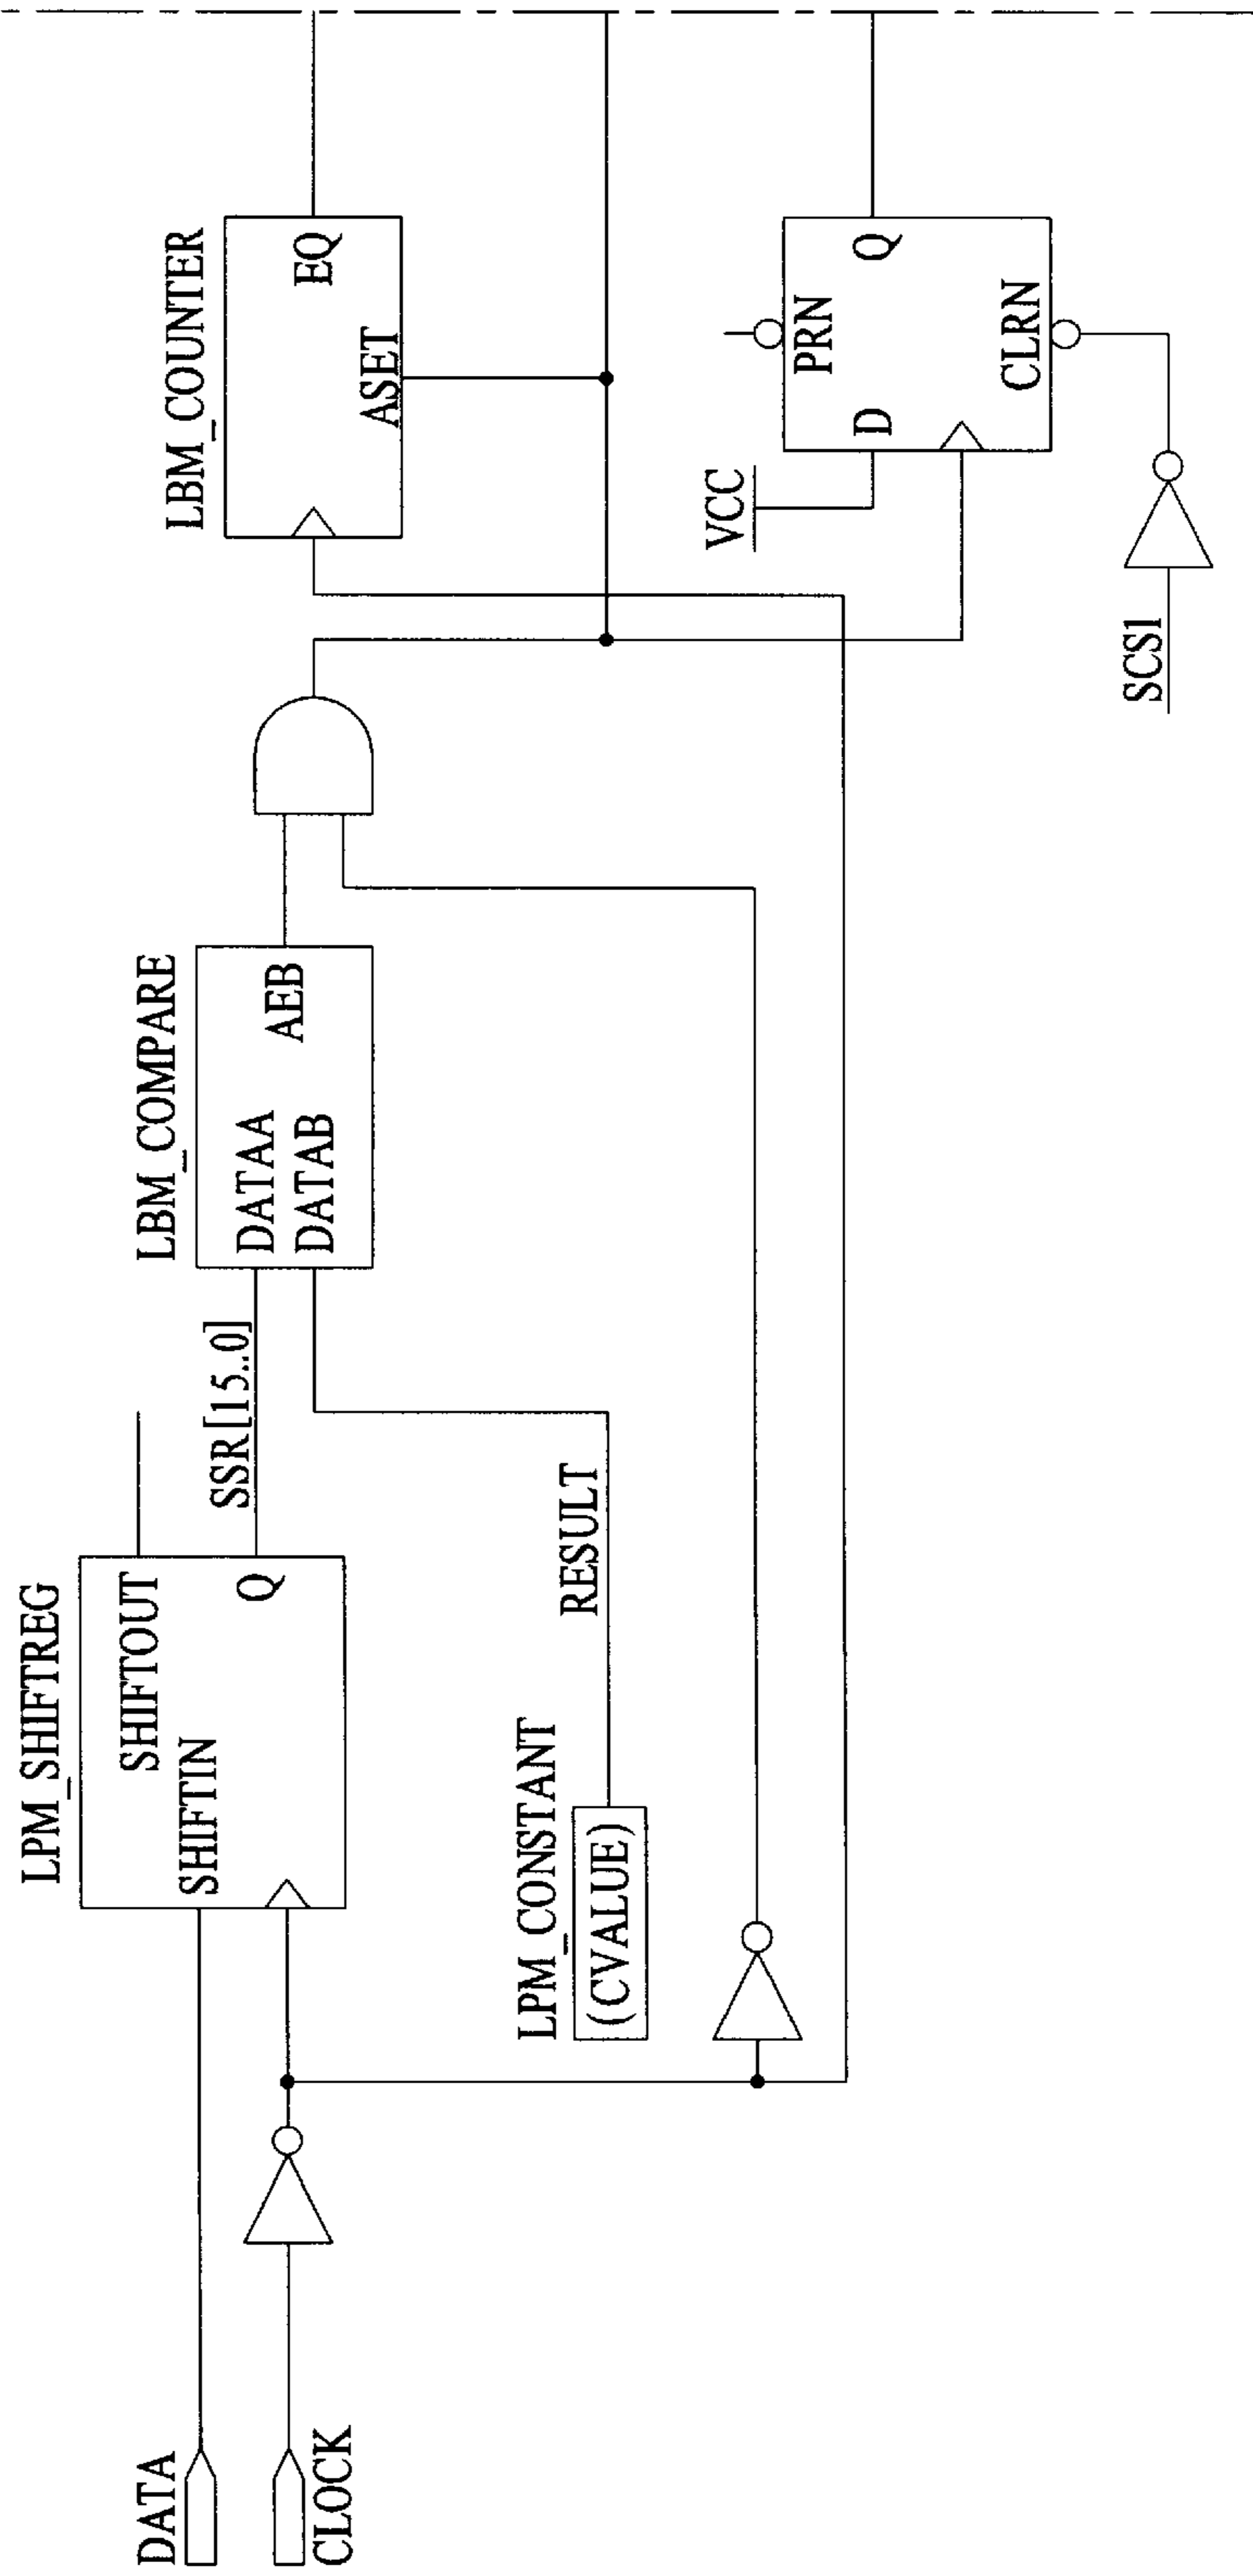 DATA
CLOCK
LPM_SHIFTREG
SHIFTOUT
SHIFTIN
Q
SSR[15..0]
LPM_CONSTANT
(CVALUE)
RESULT
LBM_COMPARE
DATAA
DATAB
AEB
LBM_COUNTER
EQ
ASET
VCC
PRN
D
Q
CLRN
SCS1